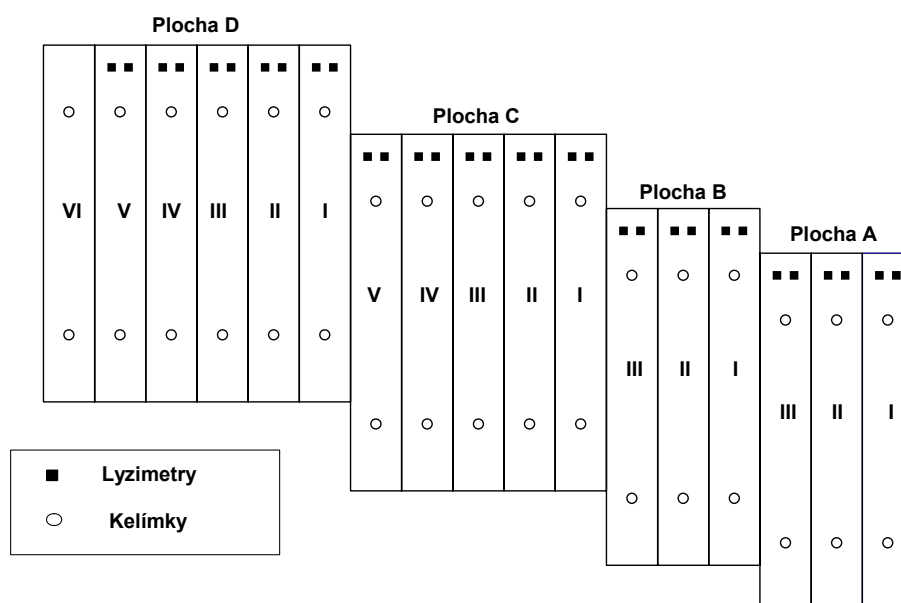 Plocha D
Plocha C
Plocha B
Plocha A
VI V IV III II I
V IV III II I
III II I
III II I
Lyzimetry
Kelímky